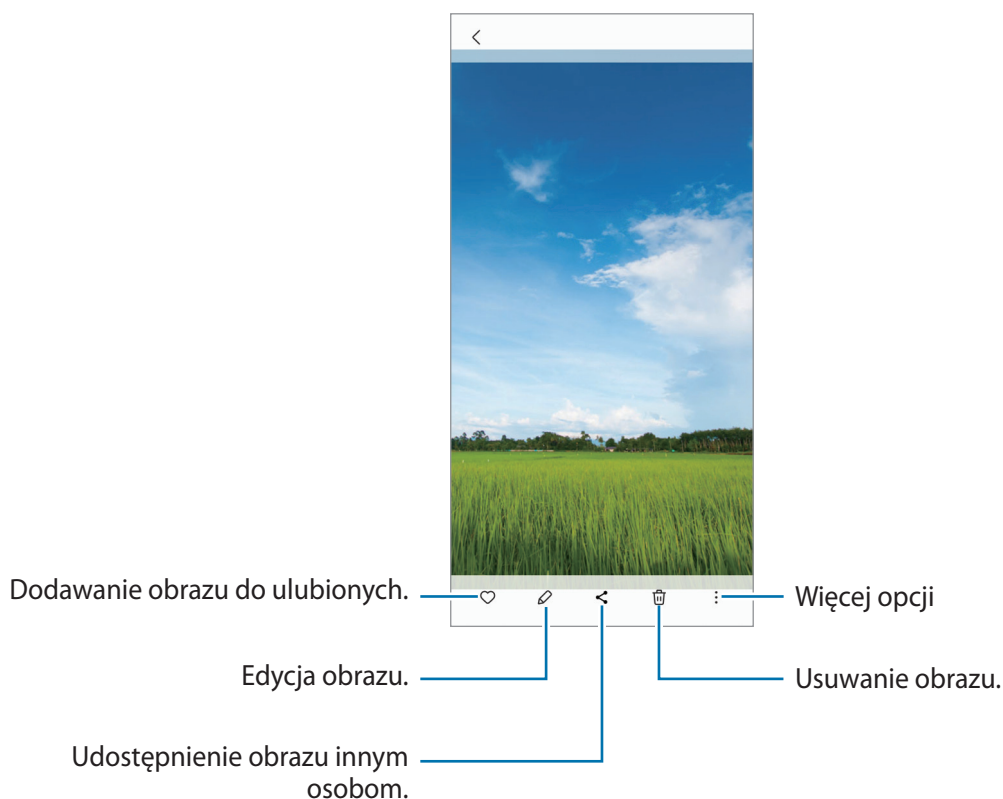 Dodawanie obrazu do ulubionych.
Więcej opcji
Edycja obrazu.
Usuwanie obrazu.
Udostępnienie obrazu innym
osobom.